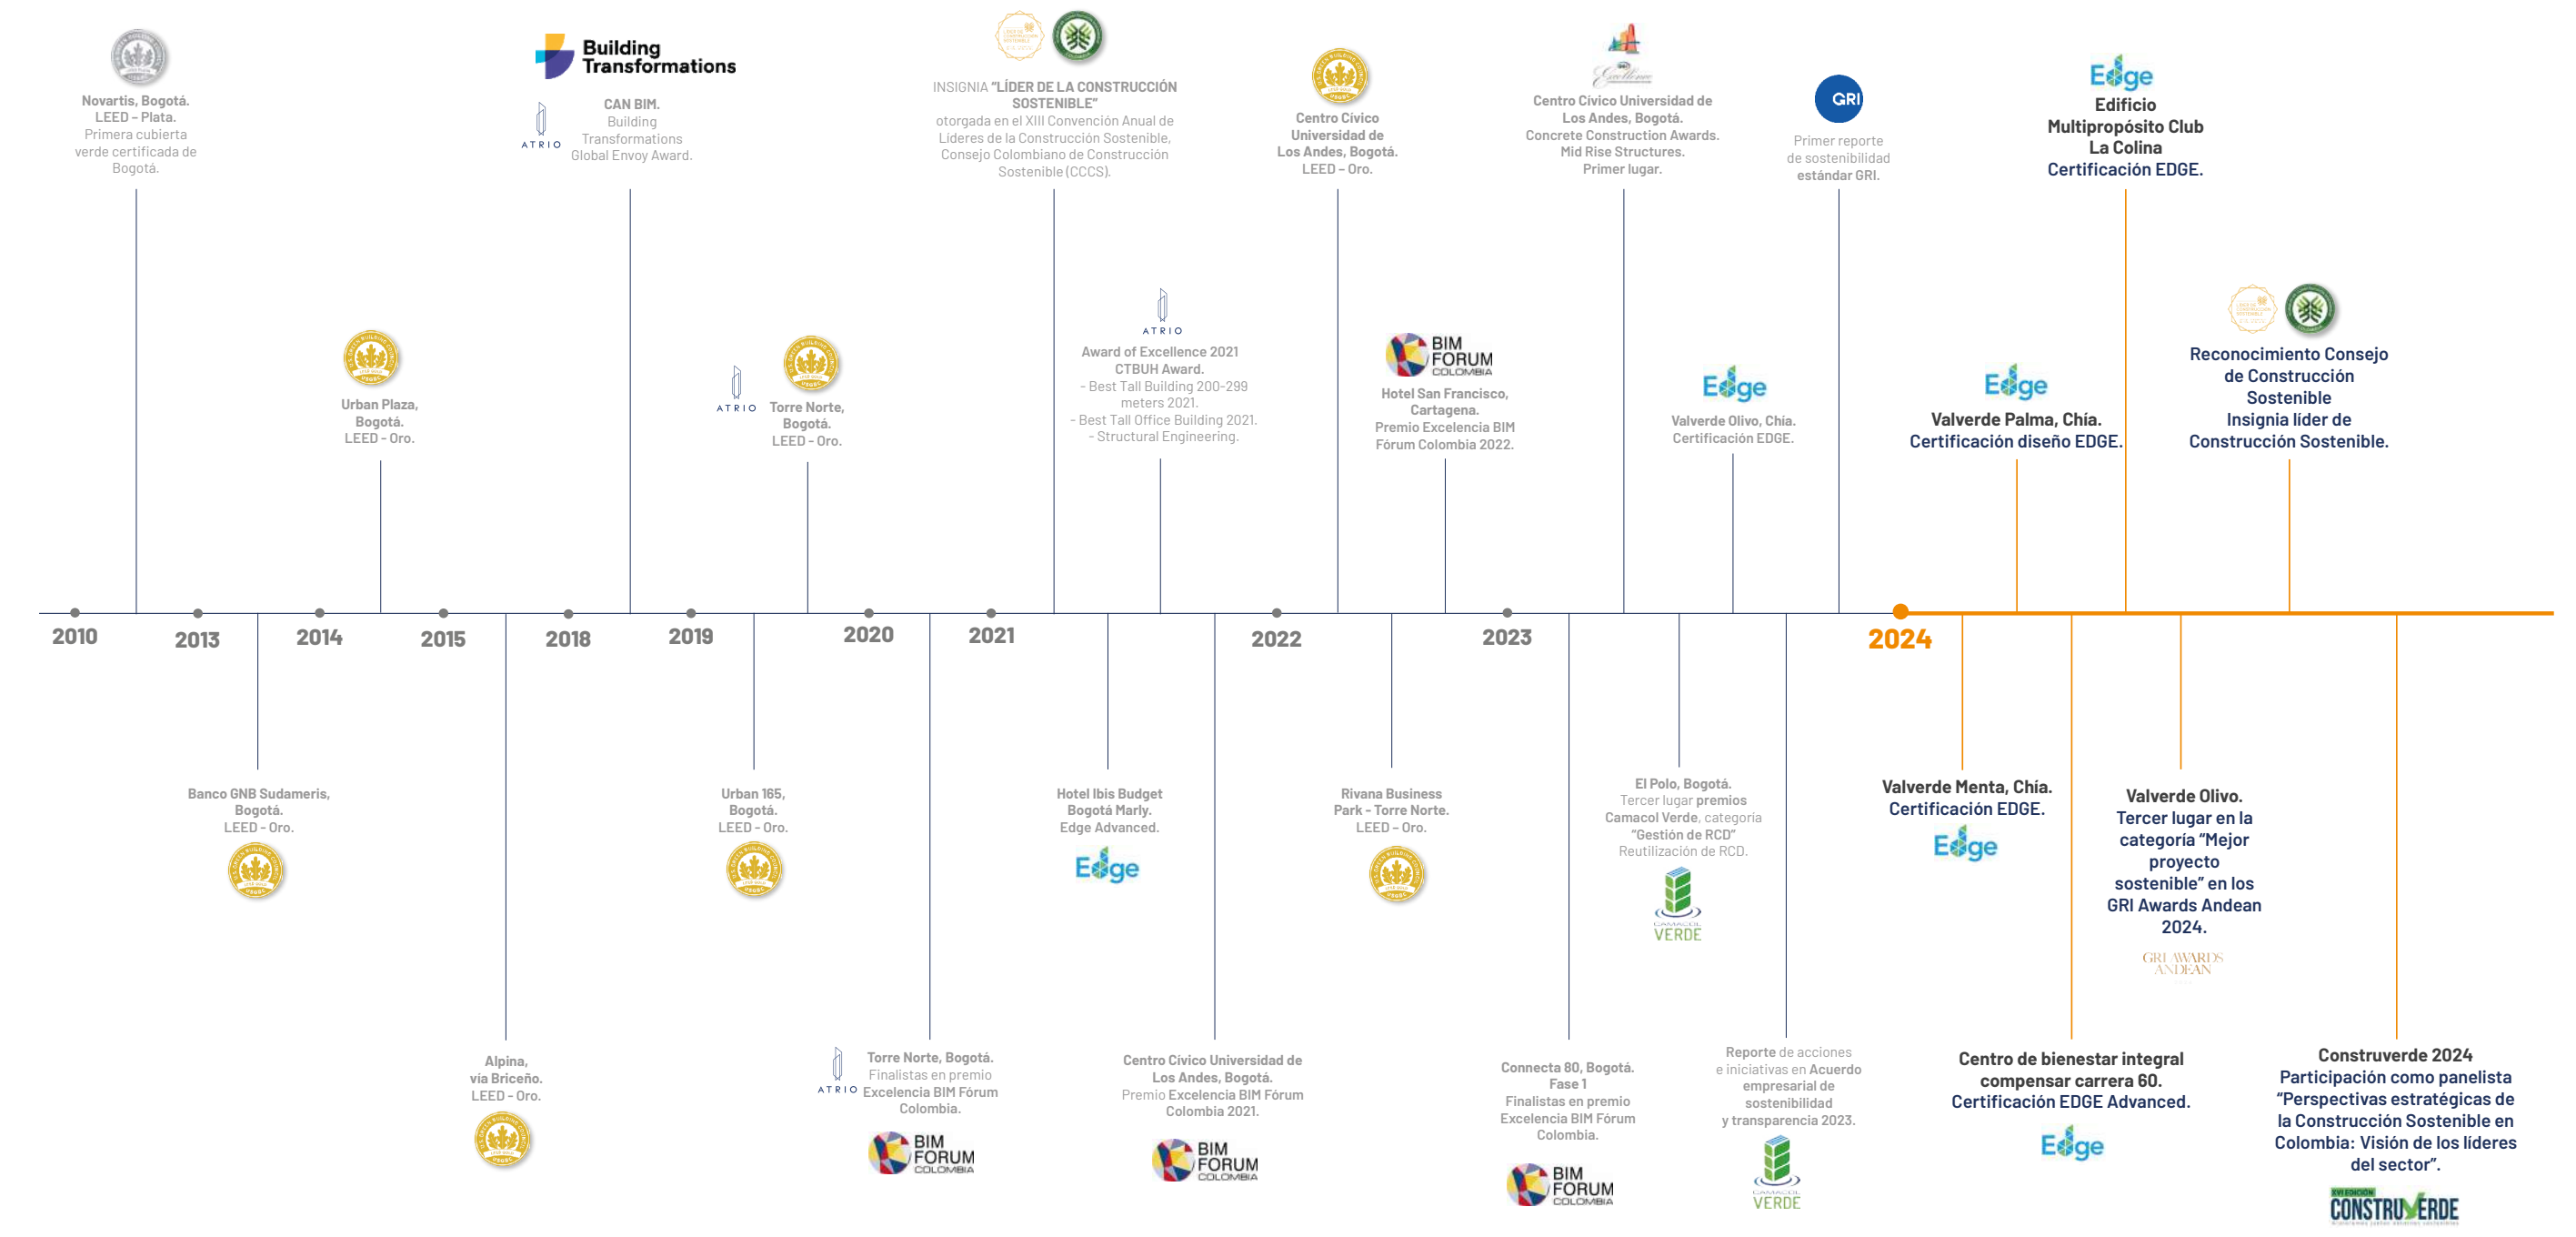 Novartis, Bogotá.
LEED – Plata.
Primera cubierta
verde certificada de
Bogotá.
Building
Transformations
ATRIO
CAN BIM.
Building
Transformations
Global Envoy Award.
INSIGNIA “LÍDER DE LA CONSTRUCCIÓN
SOSTENIBLE”
otorgada en el XIII Convención Anual de
Líderes de la Construcción Sostenible,
Consejo Colombiano de Construcción
Sostenible (CCCS).
Centro Cívico
Universidad de
Los Andes, Bogotá.
LEED – Oro.
Excellence
Centro Cívico Universidad de
Los Andes, Bogotá.
Concrete Construction Awards.
Mid Rise Structures.
Primer lugar.
GRI
Primer reporte
de sostenibilidad
estándar GRI.
Edge
Edificio
Multipropósito Club
La Colina
Certificación EDGE.
Urban Plaza,
Bogotá.
LEED - Oro.
ATRIO
Torre Norte,
Bogotá.
LEED - Oro.
ATRIO
Award of Excellence 2021
CTBUH Award.
- Best Tall Building 200-299
meters 2021.
- Best Tall Office Building 2021.
- Structural Engineering.
BIM
FORUM
COLOMBIA
Hotel San Francisco,
Cartagena.
Premio Excelencia BIM
Fórum Colombia 2022.
Edge
Valverde Olivo, Chía.
Certificación EDGE.
Edge
Valverde Palma, Chía.
Certificación diseño EDGE.
Reconocimiento Consejo
de Construcción
Sostenible
Insignia líder de
Construcción Sostenible.
2010
2013
2014
2015
2018
2019
2020
2021
2022
2023
2024
Banco GNB Sudameris,
Bogotá.
LEED - Oro.
Urban 165,
Bogotá.
LEED - Oro.
Hotel Ibis Budget
Bogotá Marly.
Edge Advanced.
Edge
Rivana Business
Park - Torre Norte.
LEED – Oro.
El Polo, Bogotá.
Tercer lugar premios
Camacol Verde, categoría
“Gestión de RCD”
Reutilización de RCD.
CAMACOL
VERDE
Valverde Menta, Chía.
Certificación EDGE.
Edge
Valverde Olivo.
Tercer lugar en la
categoría “Mejor
proyecto
sostenible” en los
GRI Awards Andean
2024.
GRI AWARDS
ANDEAN
Alpina,
vía Briceño.
LEED – Oro.
ATRIO
Torre Norte, Bogotá.
Finalistas en premio
Excelencia BIM Fórum
Colombia.
BIM
FORUM
COLOMBIA
Centro Cívico Universidad de
Los Andes, Bogotá.
Premio Excelencia BIM Fórum
Colombia 2021.
BIM
FORUM
COLOMBIA
Connecta 80, Bogotá.
Fase 1
Finalistas en premio
Excelencia BIM Fórum
Colombia.
BIM
FORUM
COLOMBIA
Reporte de acciones
e iniciativas en Acuerdo
empresarial de
sostenibilidad
y transparencia 2023.
CAMACOL
VERDE
Centro de bienestar integral
compensar carrera 60.
Certificación EDGE Advanced.
Edge
Construverde 2024
Participación como panelista
“Perspectivas estratégicas de
la Construcción Sostenible en
Colombia: Visión de los líderes
del sector”.
XVI EDICIÓN
CONSTRUVERDE